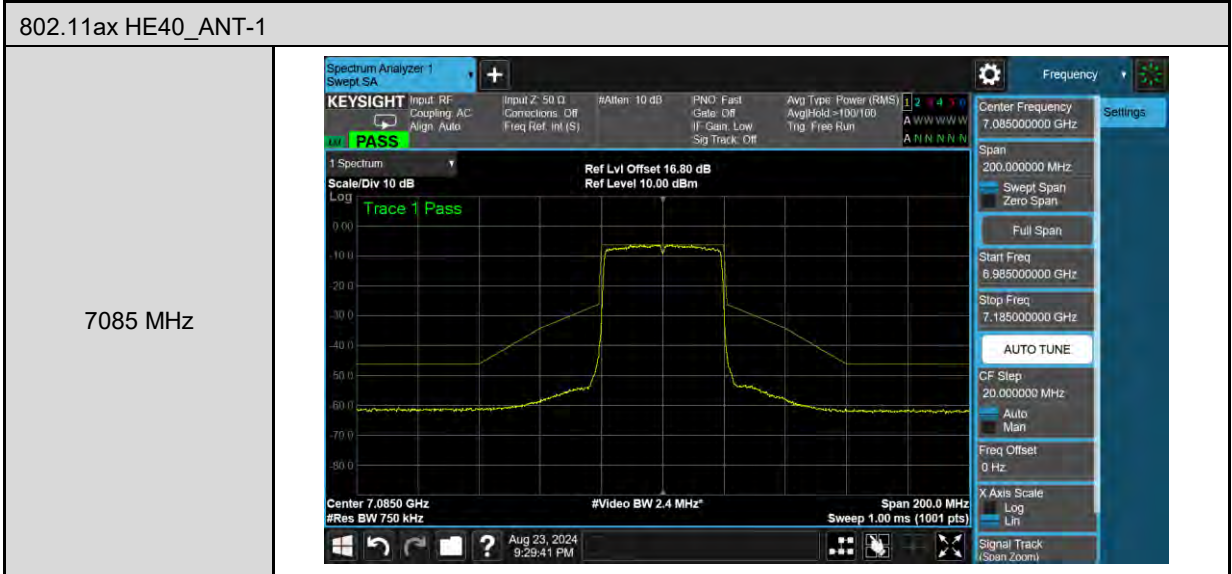 802.11ax HE40_ANT-1
7085 MHz
Spectrum Analyzer 1
Swept SA
+
Frequency
KEYSIGHT
Input: RF
Coupling: AC
Align: Auto
Input Z: 50 Ω
Corrections: Off
Freq Ref: Int (S)
#Atten: 10 dB
PNO: Fast
Gate: Off
IF Gain: Low
Sig Track: Off
Avg Type: Power (RMS)
Avg|Hold:>100/100
Trig: Free Run
1 2 3 4 5 6
A W W W W W
A N N N N N
PASS
1 Spectrum
Scale/Div 10 dB
Ref Lvl Offset 16.80 dB
Ref Level 10.00 dBm
Log
Trace 1 Pass
0.00
-10.0
-20.0
-30.0
-40.0
-50.0
-60.0
-70.0
-80.0
Center 7.0850 GHz
#Res BW 750 kHz
#Video BW 2.4 MHz*
Span 200.0 MHz
Sweep 1.00 ms (1001 pts)
Aug 23, 2024
9:29:41 PM
?
Center Frequency
7.085000000 GHz
Settings
Span
200.000000 MHz
Swept Span
Zero Span
Full Span
Start Freq
6.985000000 GHz
Stop Freq
7.185000000 GHz
AUTO TUNE
CF Step
20.000000 MHz
Auto
Man
Freq Offset
0 Hz
X Axis Scale
Log
Lin
Signal Track
(Span Zoom)